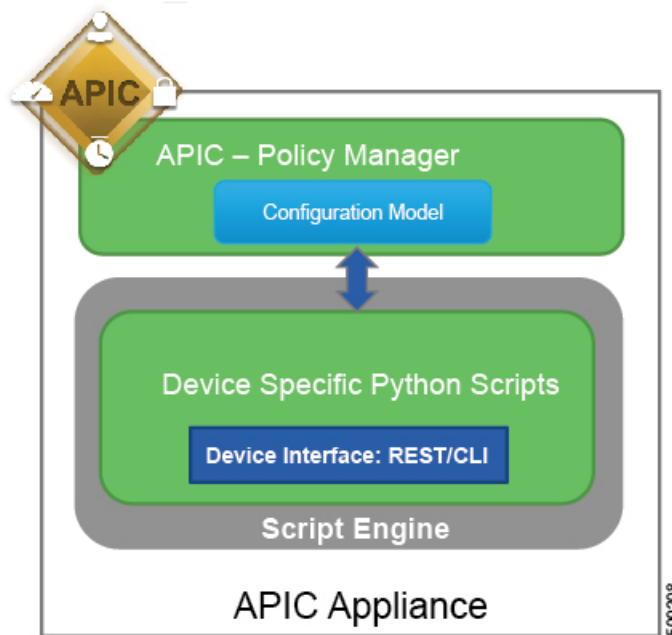 APIC
APIC – Policy Manager
Configuration Model
Device Specific Python Scripts
Device Interface: REST/CLI
Script Engine
APIC Appliance